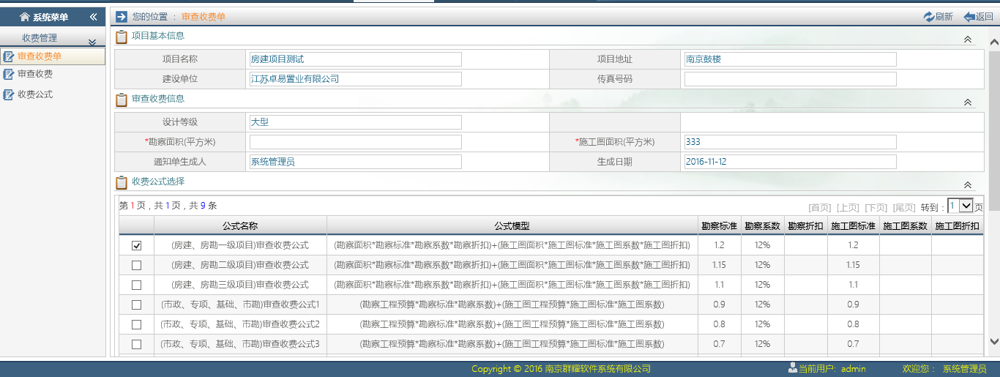 系统菜单 «
收费管理
审查收费单
审查收费
收费公式
您的位置 ： 审查收费单 刷新 返回
项目基本信息
项目名称 房建项目测试 项目地址 南京鼓楼
建设单位 江苏卓易置业有限公司 传真号码
审查收费信息
设计等级 大型
*勘察面积(平方米) *施工图面积(平方米) 333
通知单生成人 系统管理员 生成日期 2016-11-12
收费公式选择
第 1 页 , 共 1 页 , 共 9 条 [首页] [上页] [下页] [尾页] 转到 : 1 页
公式名称 公式模型 勘察标准 勘察系数 勘察折扣 施工图标准 施工图系数 施工图折扣
(房建、房勘一级项目)审查收费公式 (勘察面积*勘察标准*勘察系数*勘察折扣)+(施工图面积*施工图标准*施工图系数*施工图折扣) 1.2 12% 1.2
(房建、房勘二级项目)审查收费公式 (勘察面积*勘察标准*勘察系数*勘察折扣)+(施工图面积*施工图标准*施工图系数*施工图折扣) 1.15 12% 1.15
(房建、房勘三级项目)审查收费公式 (勘察面积*勘察标准*勘察系数*勘察折扣)+(施工图面积*施工图标准*施工图系数*施工图折扣) 1.1 12% 1.1
(市政、专项、基础、市勘)审查收费公式1 (勘察工程预算*勘察标准*勘察系数)+(施工图工程预算*施工图标准*施工图系数) 0.9 12% 0.9
(市政、专项、基础、市勘)审查收费公式2 (勘察工程预算*勘察标准*勘察系数)+(施工图工程预算*施工图标准*施工图系数) 0.8 12% 0.8
(市政、专项、基础、市勘)审查收费公式3 (勘察工程预算*勘察标准*勘察系数)+(施工图工程预算*施工图标准*施工图系数) 0.7 12% 0.7
Copyright © 2016 南京群耀软件系统有限公司 当前用户: admin 欢迎您 : 系统管理员